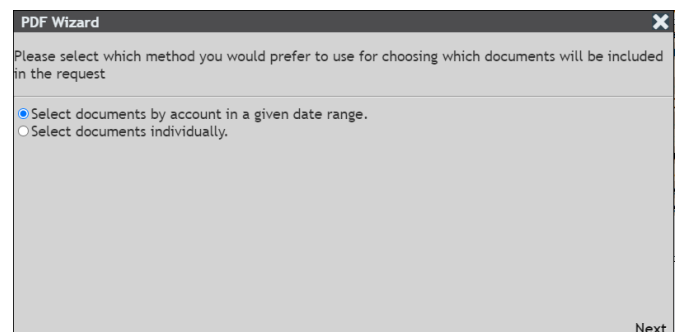 PDF Wizard
Please select which method you would prefer to use for choosing which documents will be included
in the request
Select documents by account in a given date range.
Select documents individually.
Next